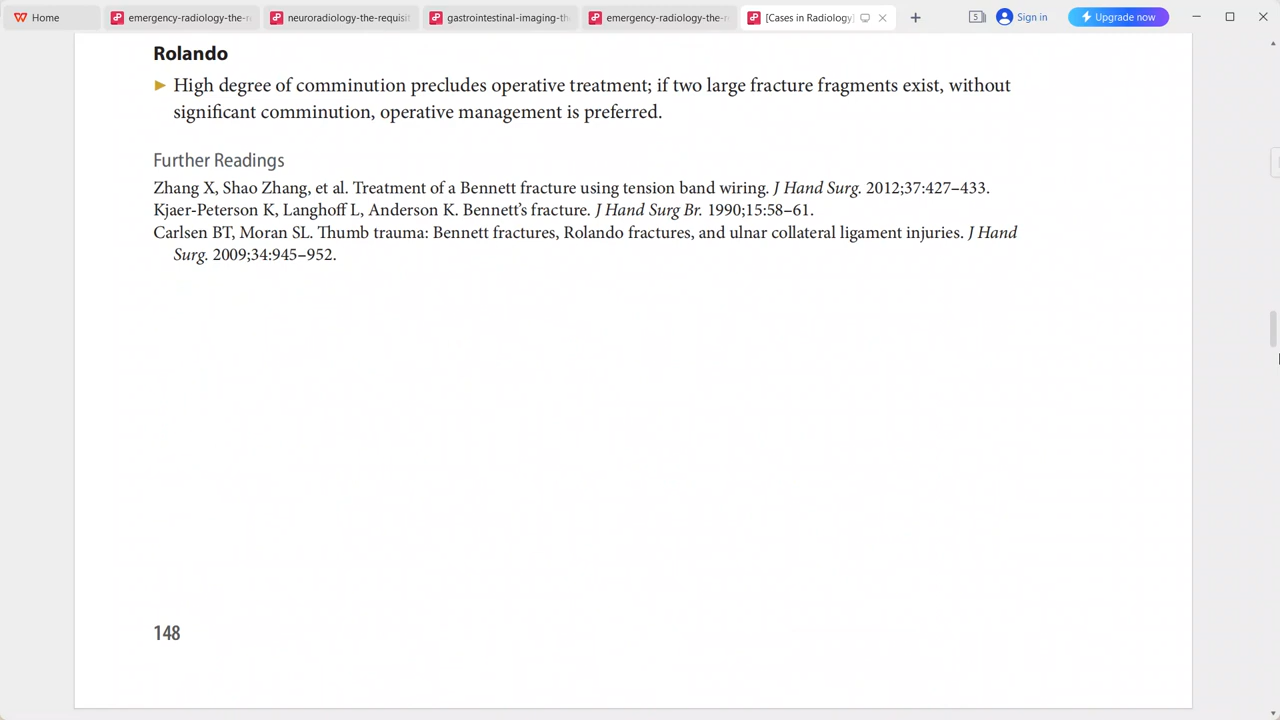 Home
emergency-radiology-the-r
neuroradiology-the-requisit
gastrointestinal-imaging-th
emergency-radiology-the-r
[Cases in Radiology]
5
Sign in
Upgrade now
Rolando
► High degree of comminution precludes operative treatment; if two large fracture fragments exist, without
significant comminution, operative management is preferred.
Further Readings
Zhang X, Shao Zhang, et al. Treatment of a Bennett fracture using tension band wiring. J Hand Surg. 2012;37:427–433.
Kjaer-Peterson K, Langhoff L, Anderson K. Bennett's fracture. J Hand Surg Br. 1990;15:58–61.
Carlsen BT, Moran SL. Thumb trauma: Bennett fractures, Rolando fractures, and ulnar collateral ligament injuries. J Hand
Surg. 2009;34:945–952.
148